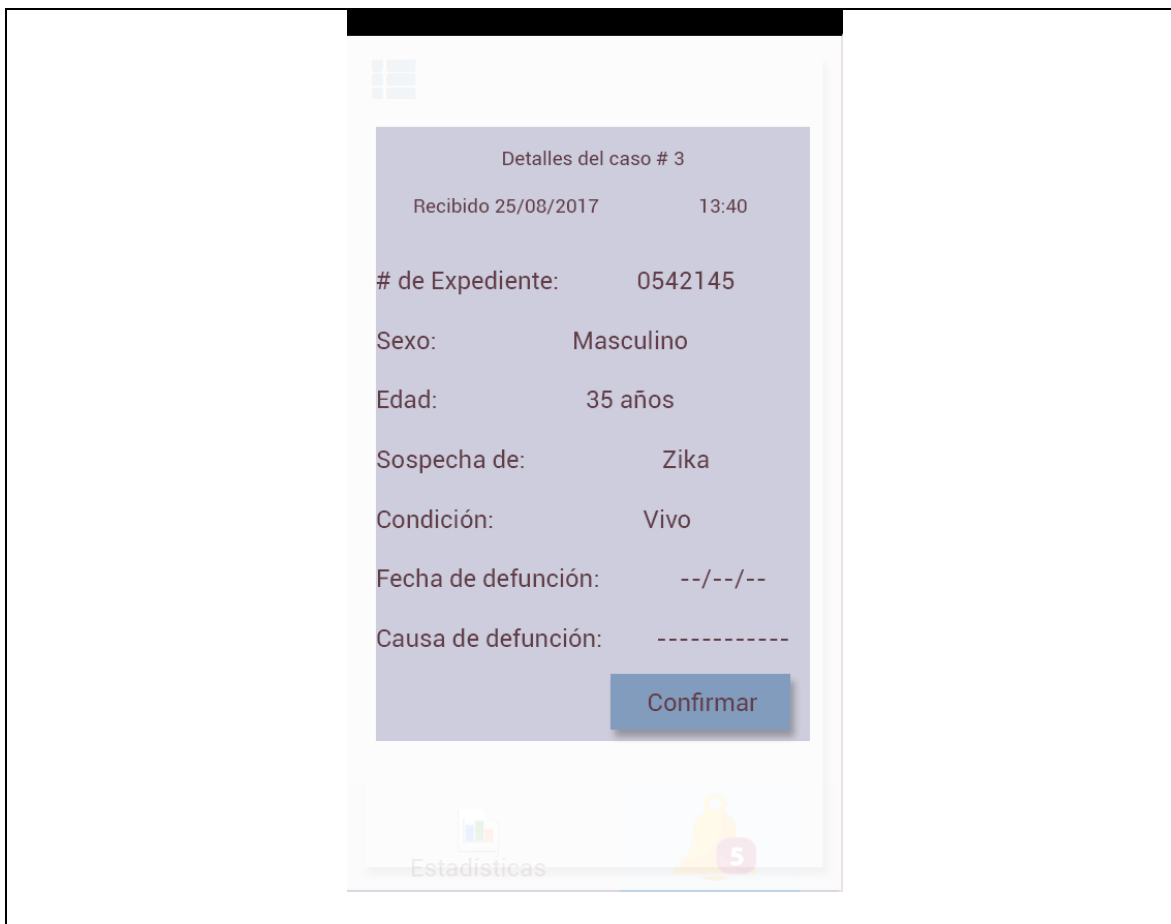 Detalles del caso # 3
Recibido 25/08/2017 13:40
# de Expediente: 0542145
Sexo: Masculino
Edad: 35 años
Sospecha de: Zika
Condición: Vivo
Fecha de defunción: --/--/--
Causa de defunción: ------------
Confirmar
5
Estadísticas